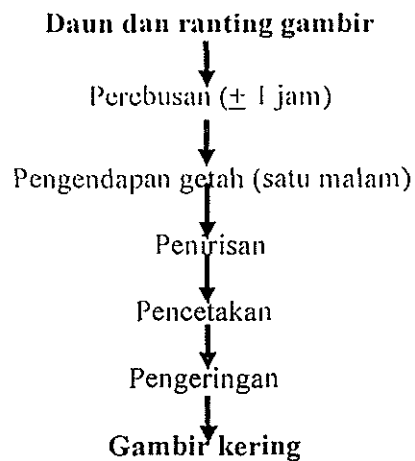 Daun dan ranting gambir
Perebusan (± 1 jam)
Pengendapan getah (satu malam)
Penirisan
Pencetakan
Pengeringan
Gambir kering